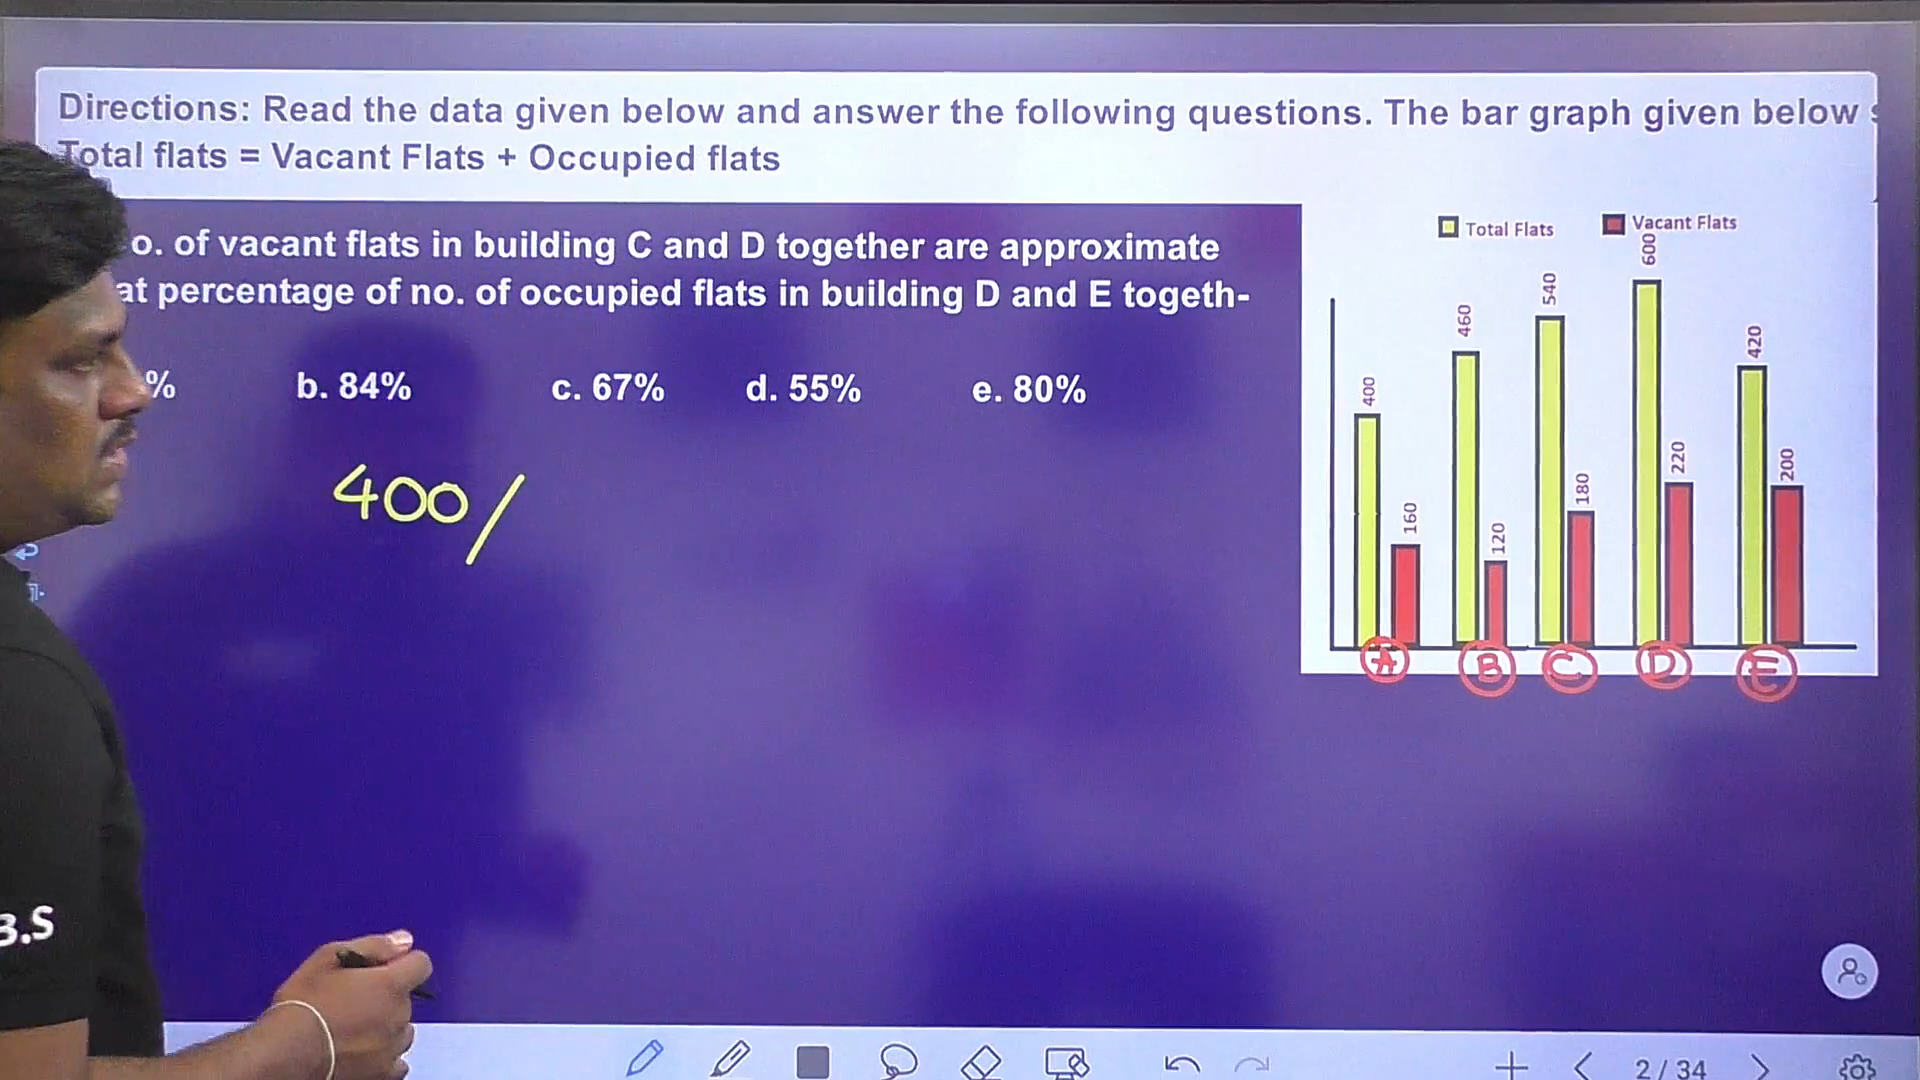 Directions: Read the data given below and answer the following questions. The bar graph given below
Total flats = Vacant Flats + Occupied flats
o. of vacant flats in building C and D together are approximate
at percentage of no. of occupied flats in building D and E togeth-
% b. 84% c. 67% d. 55% e. 80%
400/
Total Flats Vacant Flats
400 160 460 120 540 180 600 220 420 200
A B C D E
B.S
2 / 34